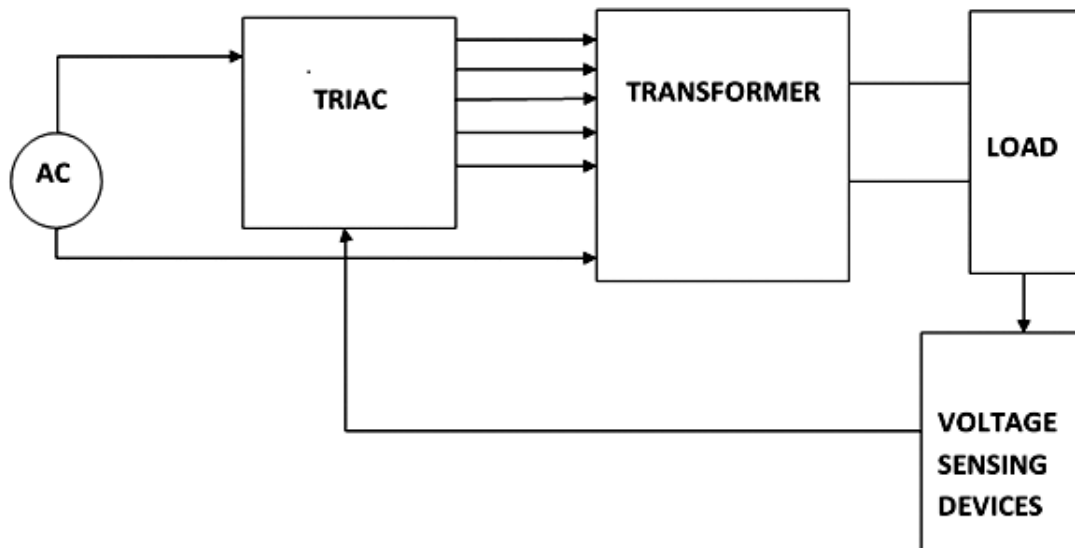 AC
TRIAC
TRANSFORMER
LOAD
VOLTAGE
SENSING
DEVICES